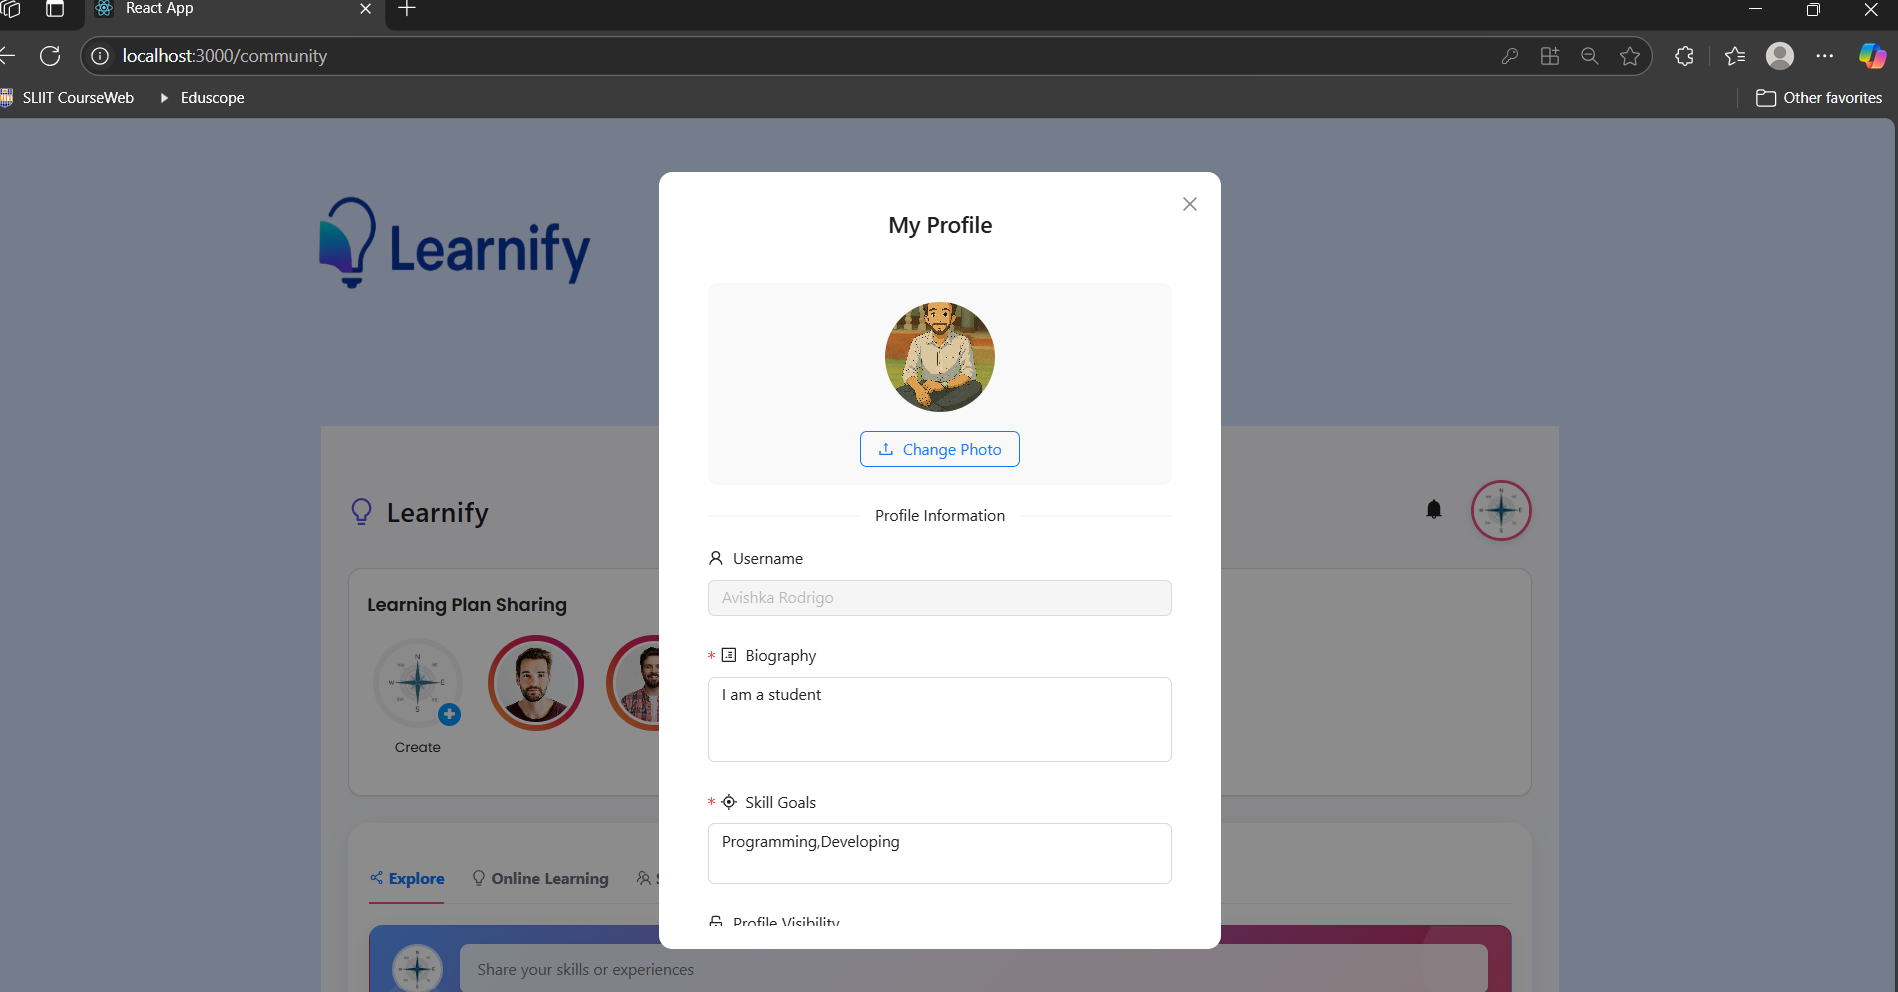 React App
localhost:3000/community
SLIIT CourseWeb
Eduscope
Other favorites
Learnify
My Profile
Change Photo
Profile Information
Username
Avishka Rodrigo
* Biography
I am a student
* Skill Goals
Programming,Developing
Profile Visibility
Learnify
Learning Plan Sharing
N
W
E
S
Create
Explore
Online Learning
Share your skills or experiences